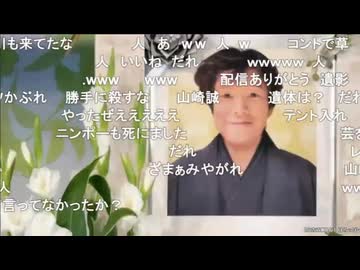 も来てたな 人 あ ww 人 w コントで草
人 いいね だれ wwwww 人
.www www 配信ありがとう 遺影
かぶれ 勝手に殺すな 山崎誠 遺体は？ だれ
やったぜえええええ テント入れ
ニンポーも死にました 芸
だれ レ
ざまぁみやがれ
人 ww
言ってなかったか？